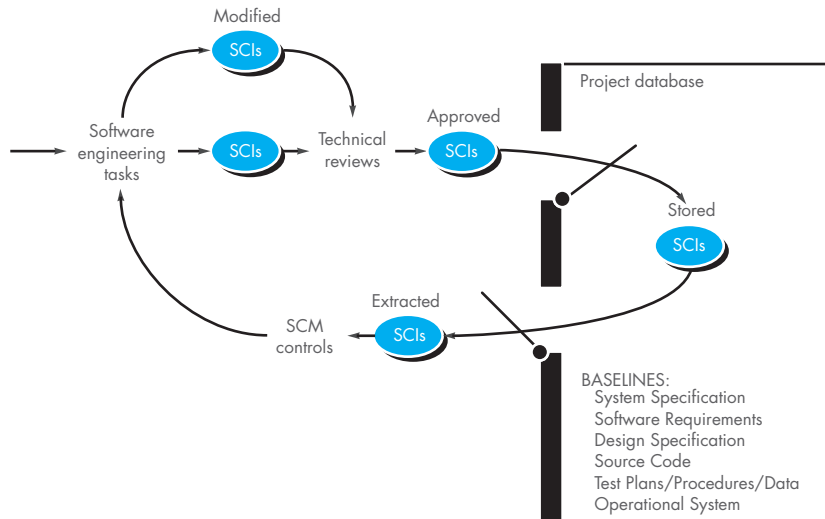 Modified
SCIs
Project database
Approved
Software
engineering
tasks
SCIs
Technical
reviews
SCIs
Stored
SCIs
Extracted
SCM
controls
SCIs
BASELINES:
System Specification
Software Requirements
Design Specification
Source Code
Test Plans/Procedures/Data
Operational System